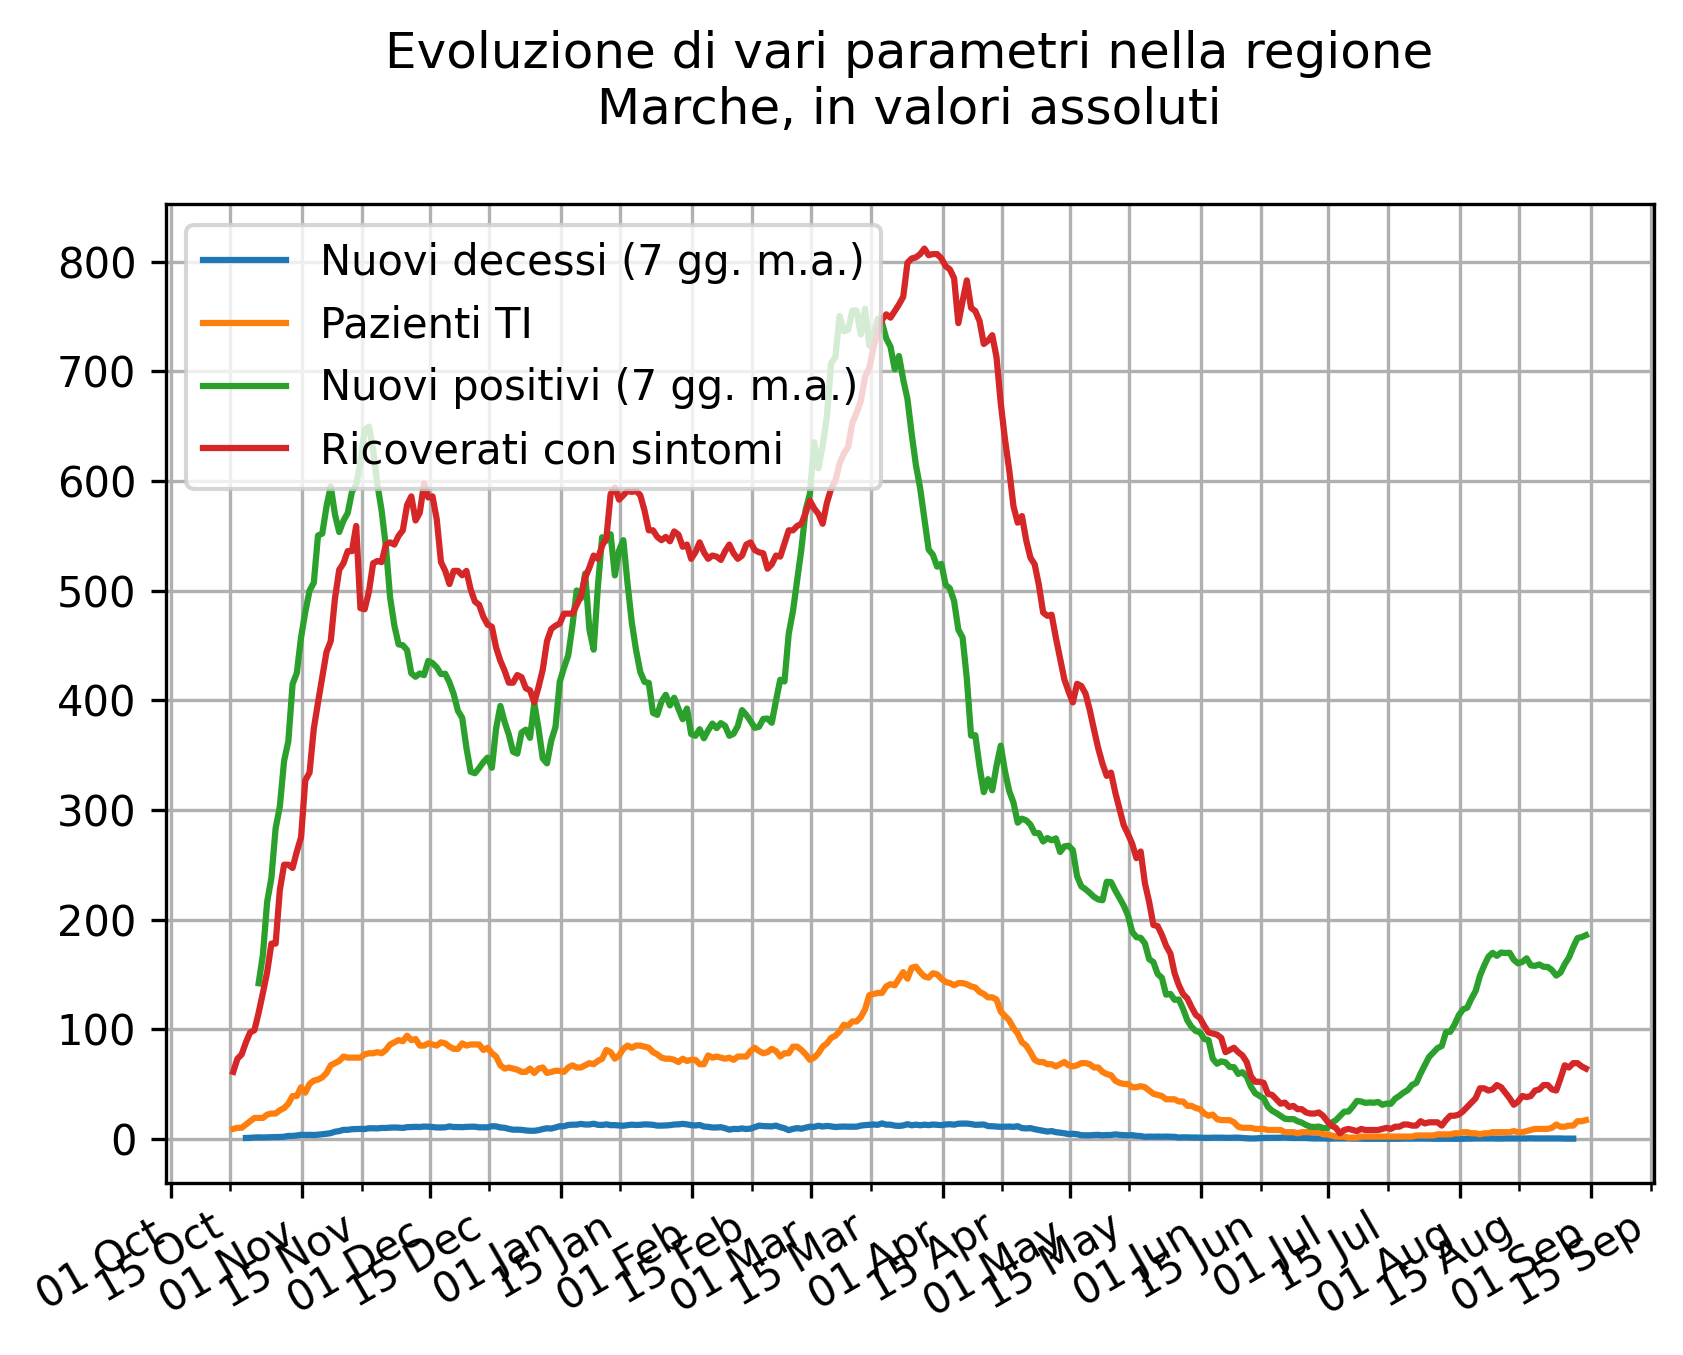 Evoluzione di vari parametri nella regione
Marche, in valori assoluti
Nuovi decessi (7 gg. m.a.)
Pazienti TI
Nuovi positivi (7 gg. m.a.)
Ricoverati con sintomi
800
700
600
500
400
300
200
100
0
01 Oct
15 Oct
01 Nov
15 Nov
01 Dec
15 Dec
01 Jan
15 Jan
01 Feb
15 Feb
01 Mar
15 Mar
01 Apr
15 Apr
01 May
15 May
01 Jun
15 Jun
01 Jul
15 Jul
01 Aug
15 Aug
01 Sep
15 Sep